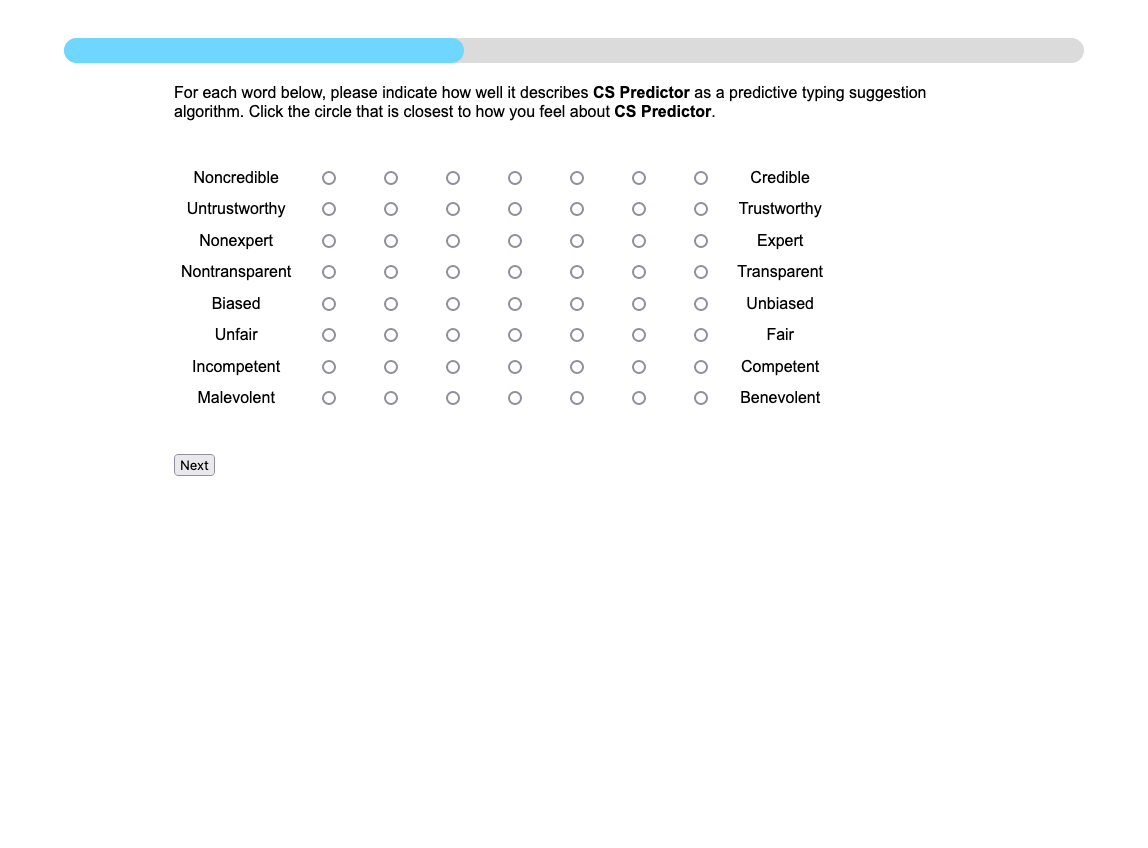 For each word below, please indicate how well it describes CS Predictor as a predictive typing suggestion
algorithm. Click the circle that is closest to how you feel about CS Predictor.
Noncredible Credible
Untrustworthy Trustworthy
Nonexpert Expert
Nontransparent Transparent
Biased Unbiased
Unfair Fair
Incompetent Competent
Malevolent Benevolent
Next